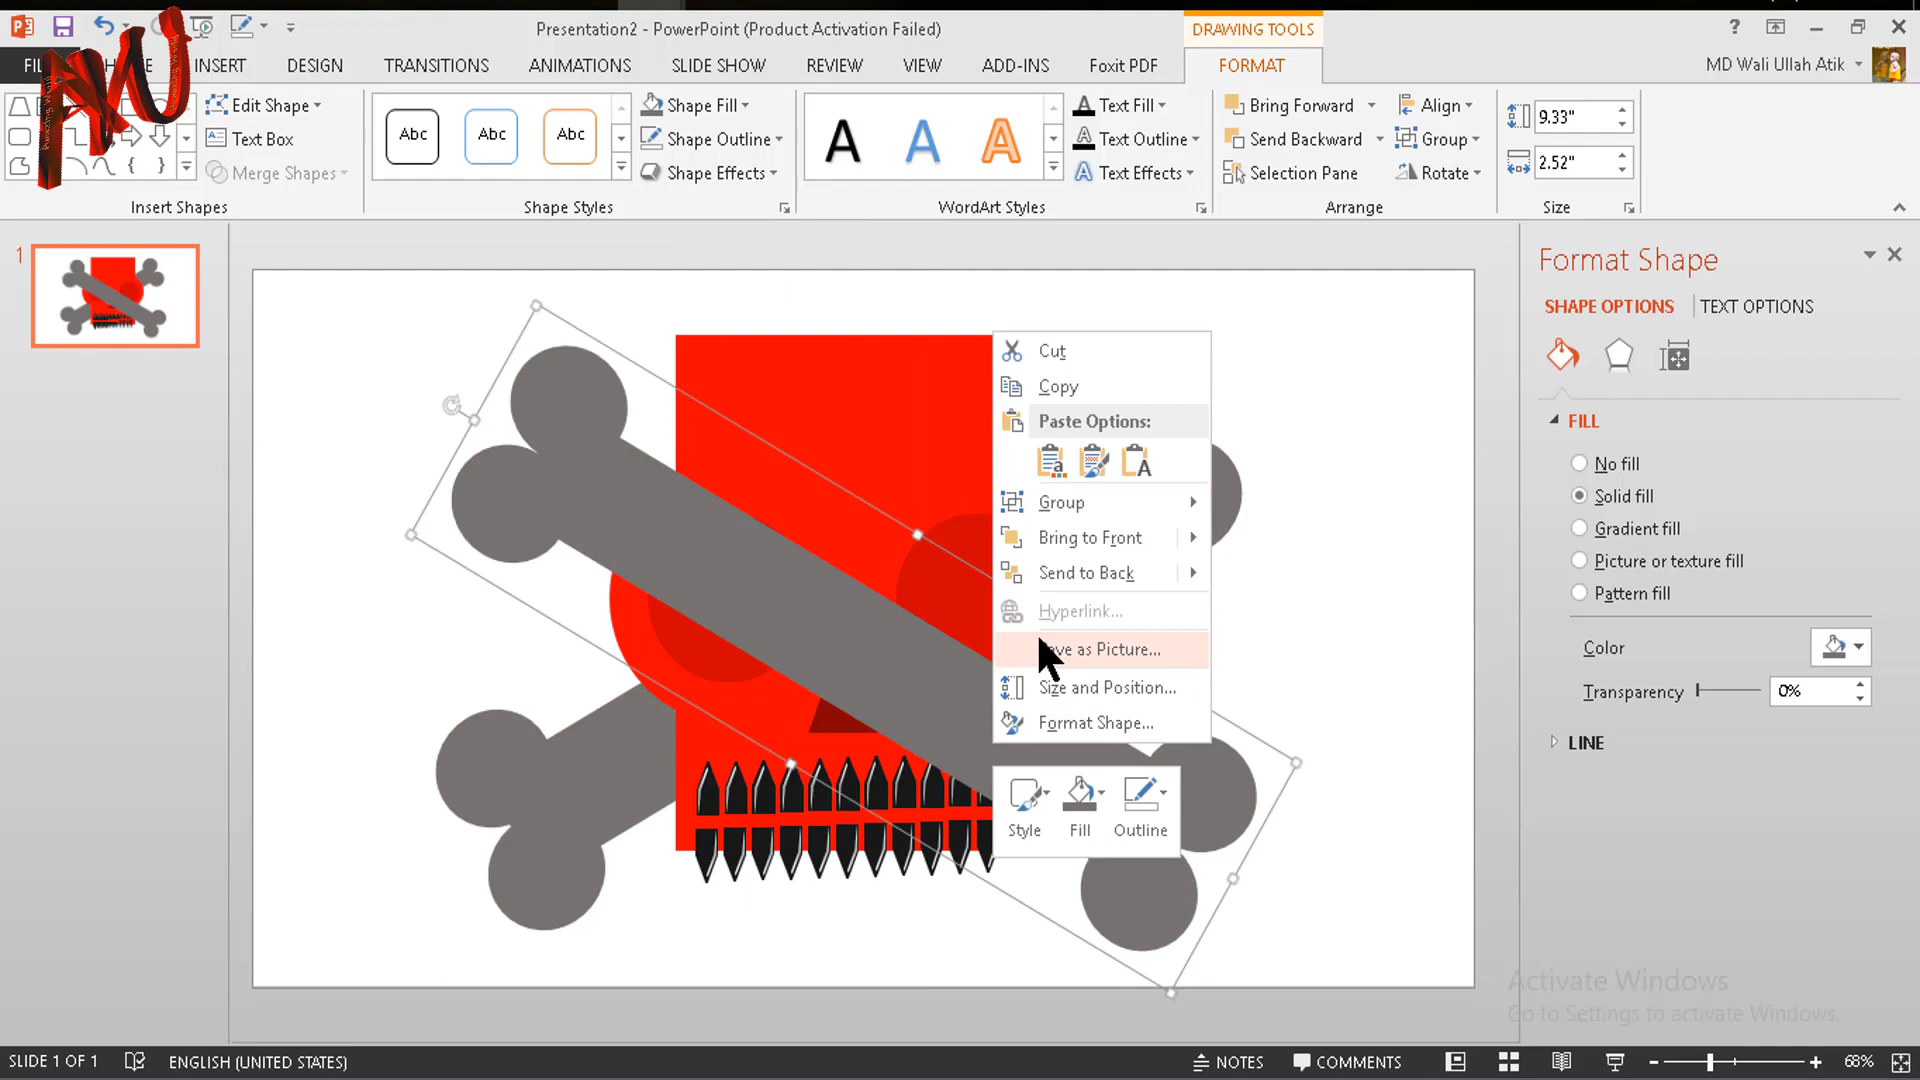 Presentation2 - PowerPoint (Product Activation Failed)
DRAWING TOOLS
?
INSERT
DESIGN
TRANSITIONS
ANIMATIONS
SLIDE SHOW
REVIEW
VIEW
ADD-INS
Foxit PDF
FORMAT
MD Wali Ullah Atik
Edit Shape
Text Box
Merge Shapes
Insert Shapes
Abc
Abc
Abc
Shape Fill
Shape Outline
Shape Effects
Shape Styles
A
A
A
Text Fill
Text Outline
Text Effects
WordArt Styles
Bring Forward
Send Backward
Selection Pane
Align
Group
Rotate
Arrange
9.33"
2.52"
Size
1
Cut
Copy
Paste Options:
Group
Bring to Front
Send to Back
Hyperlink...
as Picture...
Size and Position...
Format Shape...
Style
Fill
Outline
Format Shape
SHAPE OPTIONS
TEXT OPTIONS
FILL
No fill
Solid fill
Gradient fill
Picture or texture fill
Pattern fill
Color
Transparency
0%
LINE
Activate Windows
Go to Settings to activate Windows.
SLIDE 1 OF 1
ENGLISH (UNITED STATES)
NOTES
COMMENTS
68%